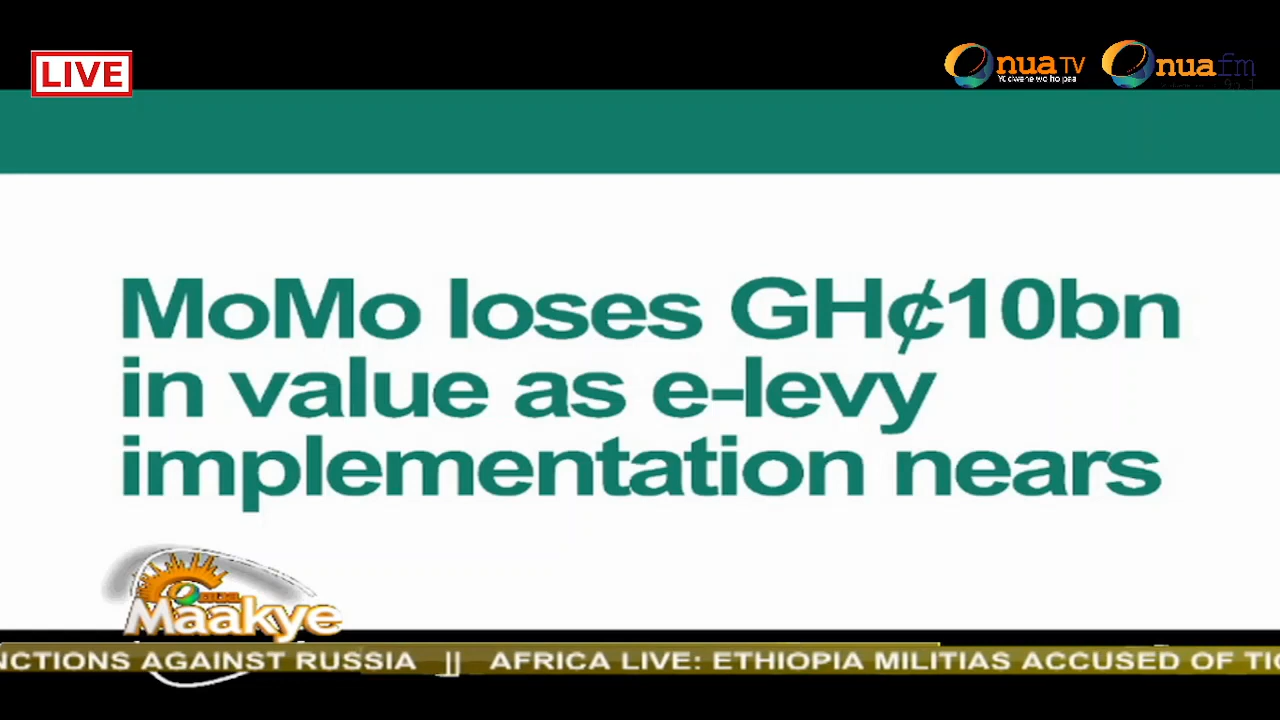 LIVE
nua TV
nua fm
MoMo loses GH¢10bn
in value as e-levy
implementation nears
Maakye
NCTIONS AGAINST RUSSIA || AFRICA LIVE: ETHIOPIA MILITIAS ACCUSED OF TIG